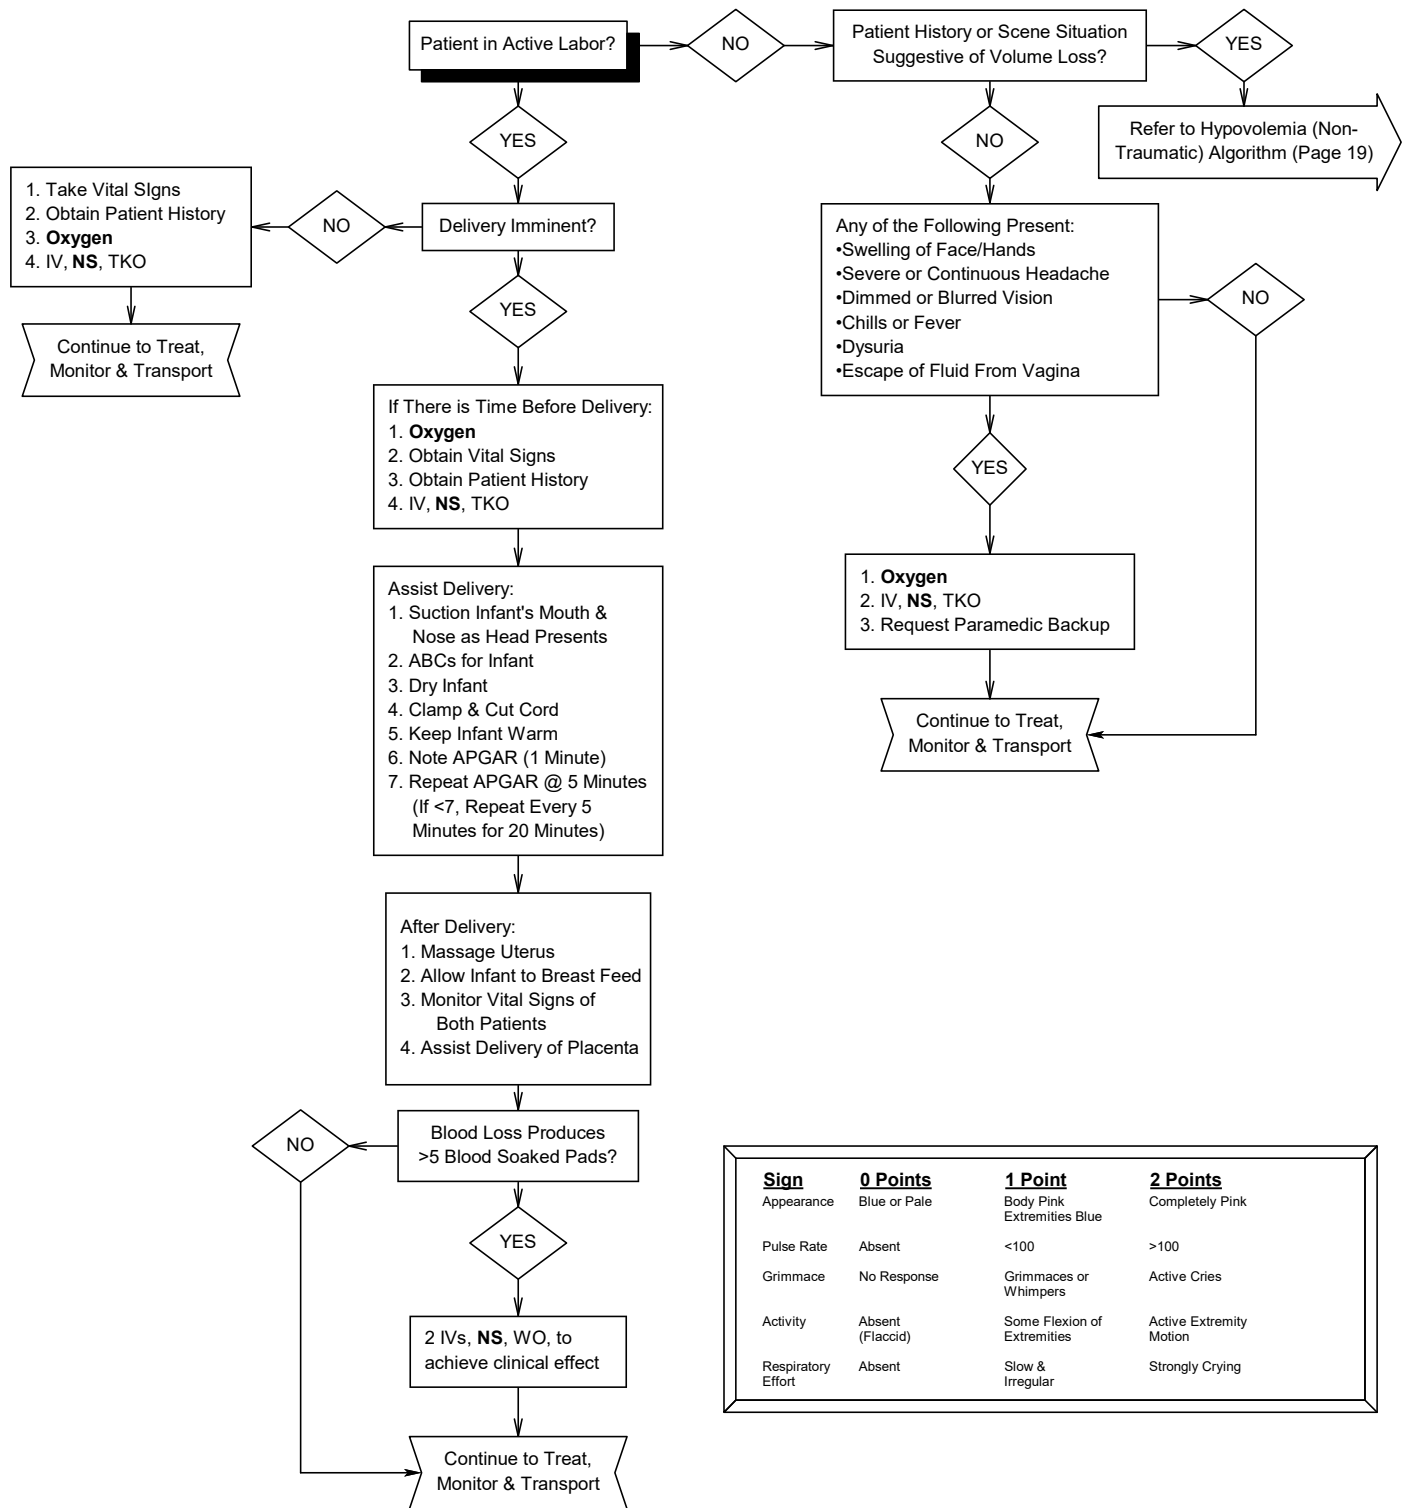 Patient in Active Labor?
NO
Patient History or Scene Situation
Suggestive of Volume Loss?
YES
YES
NO
Refer to Hypovolemia (Non-
Traumatic) Algorithm (Page 19)
1. Take Vital SIgns
2. Obtain Patient History
3. Oxygen
4. IV, NS, TKO
NO
Delivery Imminent?
Continue to Treat,
Monitor & Transport
YES
Any of the Following Present:
•Swelling of Face/Hands
•Severe or Continuous Headache
•Dimmed or Blurred Vision
•Chills or Fever
•Dysuria
•Escape of Fluid From Vagina
NO
YES
1. Oxygen
2. IV, NS, TKO
3. Request Paramedic Backup
Continue to Treat,
Monitor & Transport
If There is Time Before Delivery:
1. Oxygen
2. Obtain Vital Signs
3. Obtain Patient History
4. IV, NS, TKO
Assist Delivery:
1. Suction Infant's Mouth &
Nose as Head Presents
2. ABCs for Infant
3. Dry Infant
4. Clamp & Cut Cord
5. Keep Infant Warm
6. Note APGAR (1 Minute)
7. Repeat APGAR @ 5 Minutes
(If <7, Repeat Every 5
Minutes for 20 Minutes)
After Delivery:
1. Massage Uterus
2. Allow Infant to Breast Feed
3. Monitor Vital Signs of
Both Patients
4. Assist Delivery of Placenta
NO
Blood Loss Produces
>5 Blood Soaked Pads?
YES
2 IVs, NS, WO, to
achieve clinical effect
Continue to Treat,
Monitor & Transport
Sign 0 Points 1 Point 2 Points
Appearance Blue or Pale Body Pink Completely Pink
Extremities Blue
Pulse Rate Absent <100 >100
Grimmace No Response Grimmaces or Active Cries
Whimpers
Activity Absent Some Flexion of Active Extremity
(Flaccid) Extremities Motion
Respiratory Absent Slow & Strongly Crying
Effort Irregular